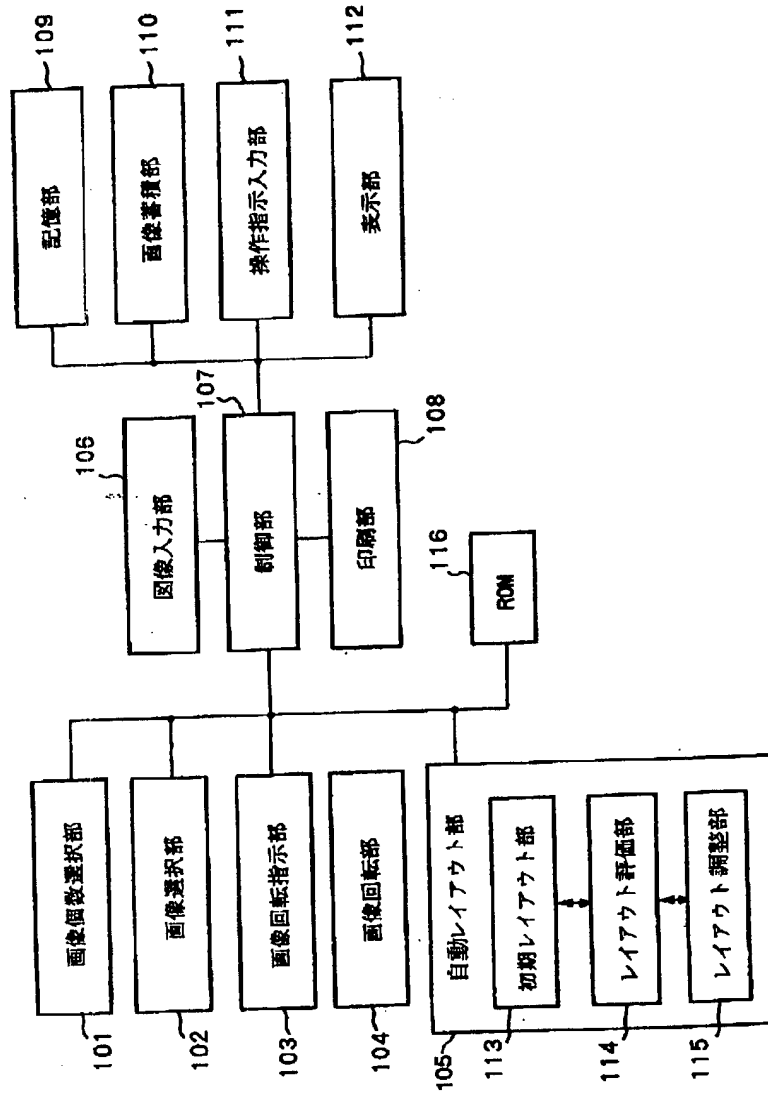 109
記憶部
110
画像蓄積部
111
操作指示入力部
112
表示部
106
図像入力部
107
制御部
108
印刷部
116
ROM
画像個数選択部
101
画像選択部
102
画像回転指示部
103
画像回転部
104
自動レイアウト部
105
初期レイアウト部
113
レイアウト評価部
114
レイアウト調整部
115